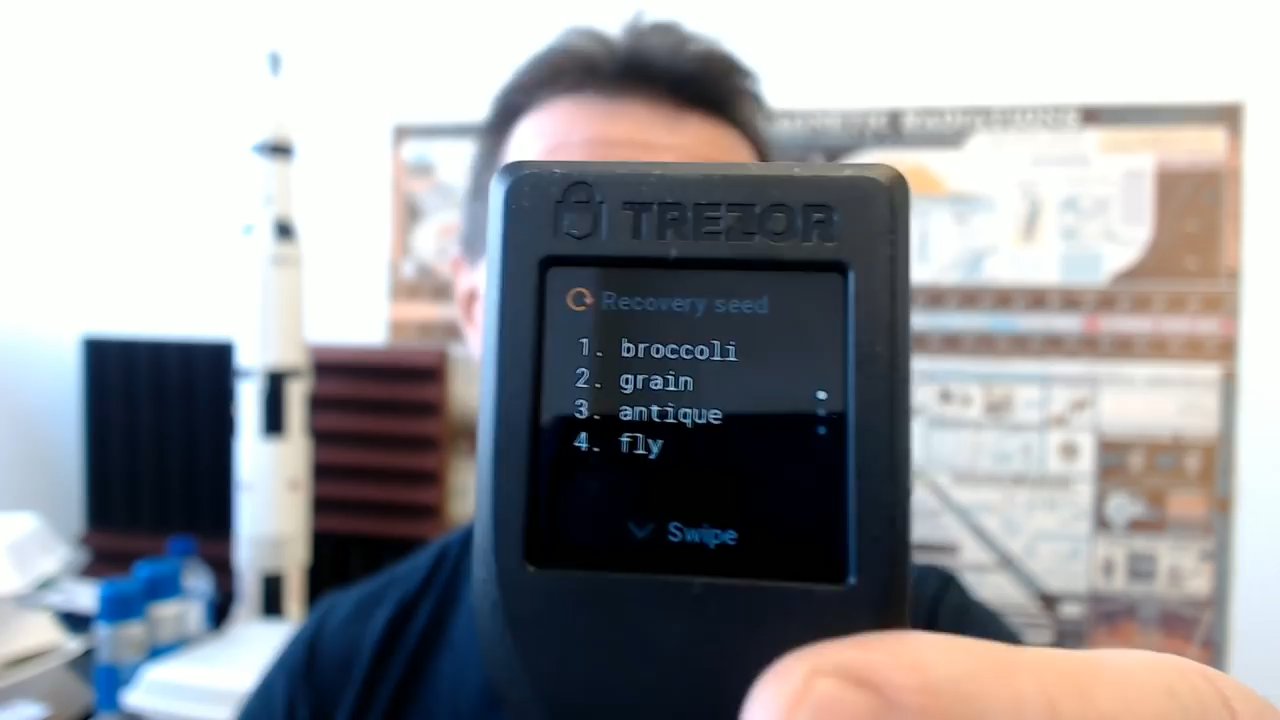 TREZOR
Recovery seed
1. broccoli
2. grain
3. antique
4. fly
Swipe